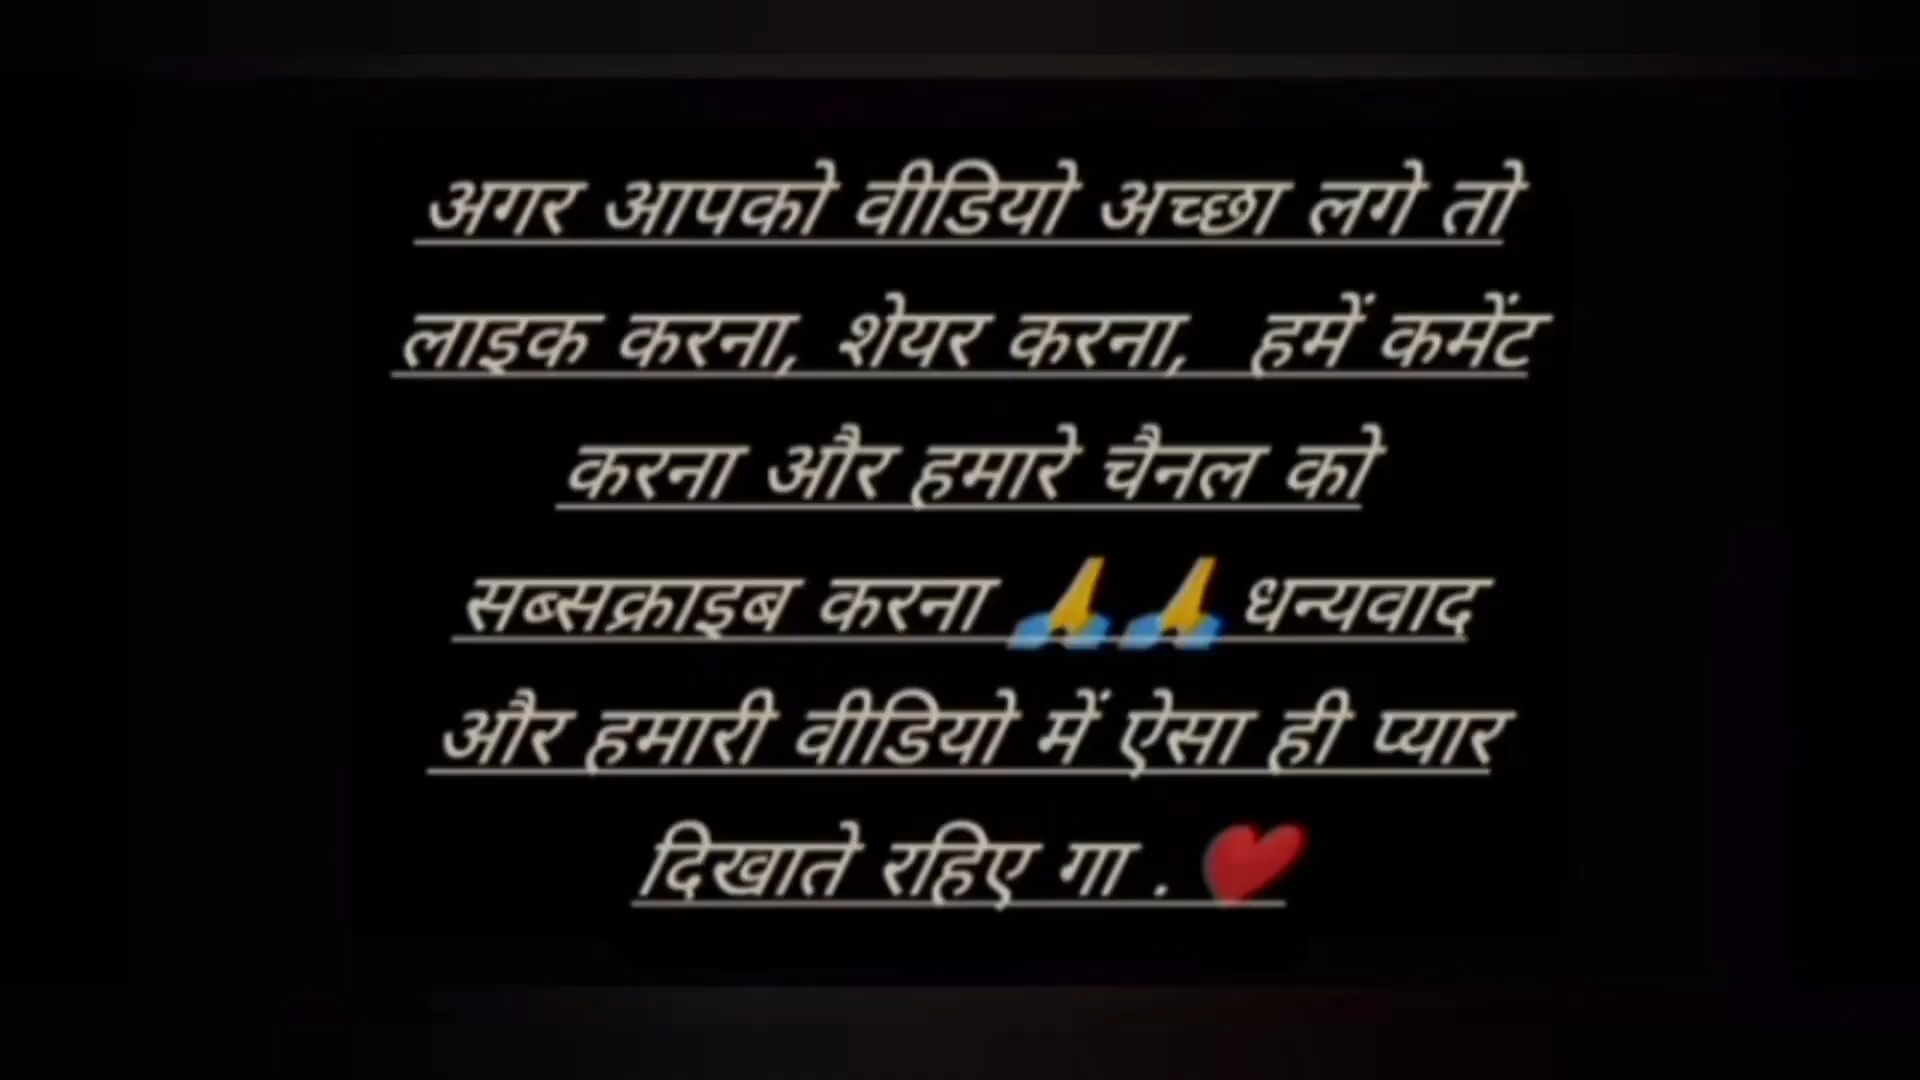 अगर आपको वीडियो अच्छा लगे तो
लाइक करना, शेयर करना, हमें कमेंट
करना और हमारे चैनल को
सब्सक्राइब करना 🙏🙏 धन्यवाद
और हमारी वीडियो में ऐसा ही प्यार
दिखाते रहिए गा . ❤️